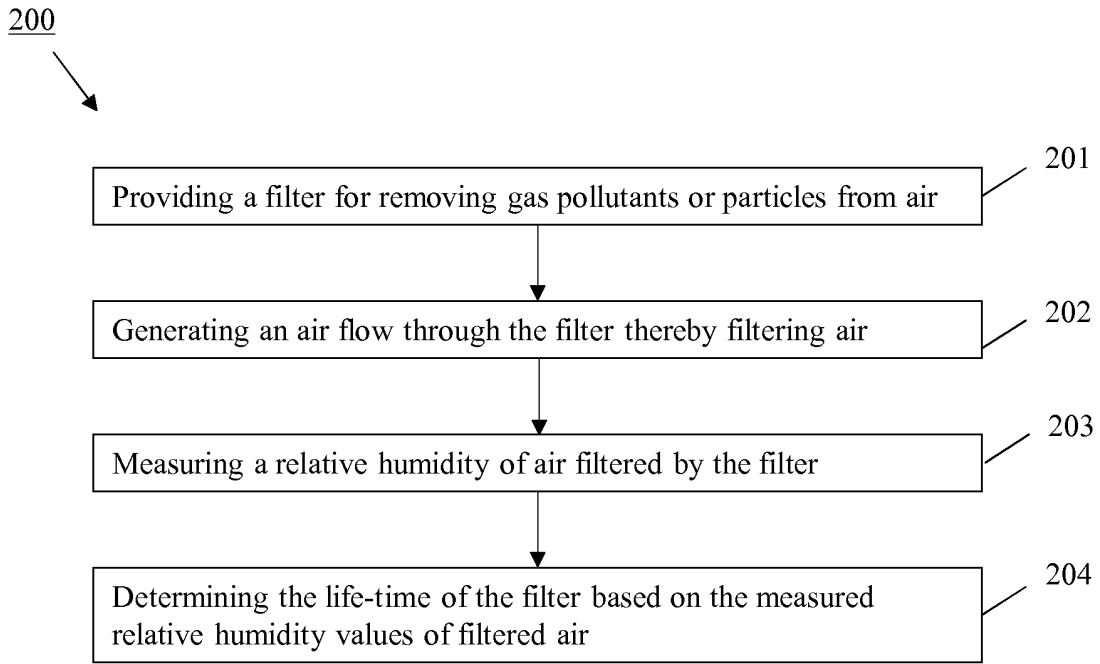 200
201
Providing a filter for removing gas pollutants or particles from air
202
Generating an air flow through the filter thereby filtering air
203
Measuring a relative humidity of air filtered by the filter
204
Determining the life-time of the filter based on the measured
relative humidity values of filtered air